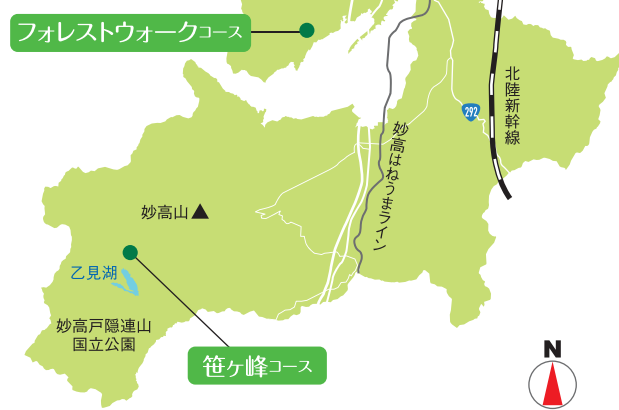 フォレストウォークコース
北陸新幹線
292
妙高はねうまライン
妙高山
乙見湖
妙高戸隠連山
国立公園
笹ヶ峰コース
N